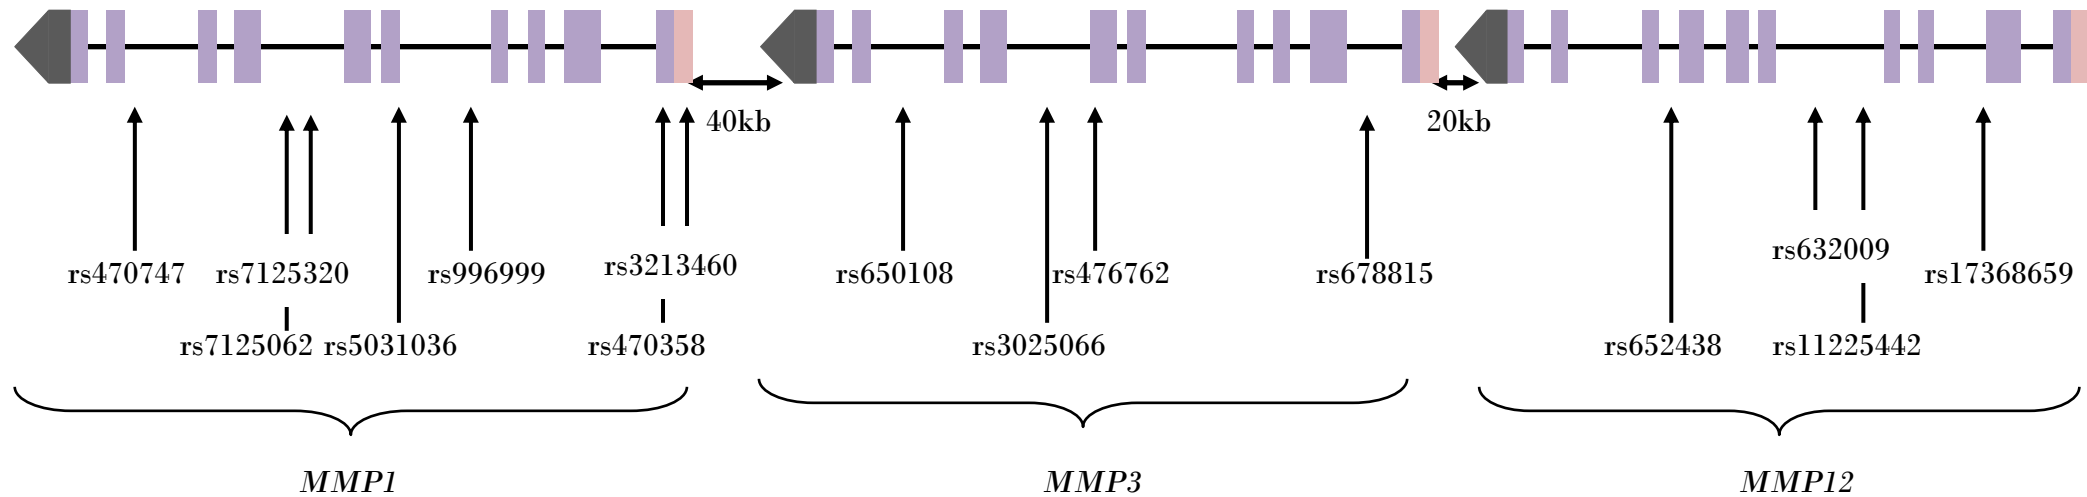 40kb
20kb
rs470747 rs7125320 rs996999 rs3213460 rs650108 rs476762 rs678815 rs632009 rs17368659
rs7125062 rs5031036 rs470358 rs3025066 rs652438 rs11225442
MMP1 MMP3 MMP12